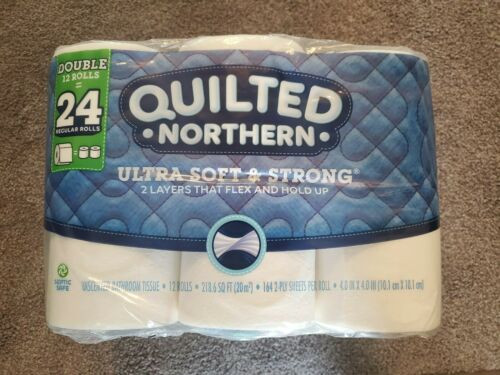 DOUBLE
12 ROLLS
=
24
REGULAR ROLLS
QUILTED
NORTHERN
ULTRA SOFT & STRONG®
2 LAYERS THAT FLEX AND HOLD UP
SEPTIC
SAFE
UNSCENTED BATHROOM TISSUE • 12 ROLLS • 218.6 SQ FT (20 m²) • 164 2-PLY SHEETS PER ROLL • 4.0 IN X 4.0 IN (10.1 cm X 10.1 cm)